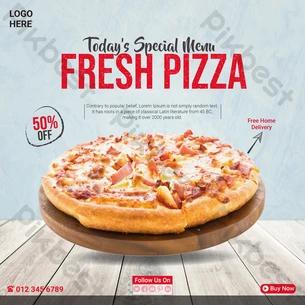 LOGO
HERE
Today's Special Menu
FRESH PIZZA
Contrary to popular belief, Lorem Ipsum is not simply random text.
It has roots in a piece of classical Latin literature from 45 BC,
making it over 2000 years old.
50%
OFF
Free Home
Delivery
Follow Us On
012 345 6789
Buy Now
Pikbest